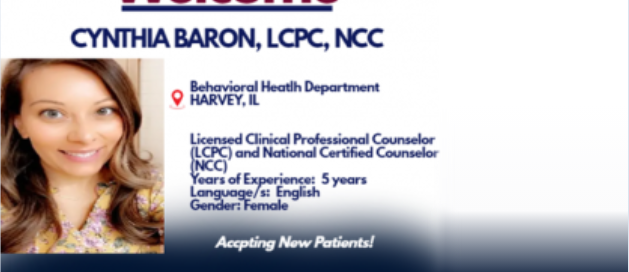 Welcome
CYNTHIA BARON, LCPC, NCC
Behavioral Heatlh Department
HARVEY, IL
Licensed Clinical Professional Counselor
(LCPC) and National Certified Counselor
(NCC)
Years of Experience:  5 years
Language/s:  English
Gender: Female
Accpting New Patients!